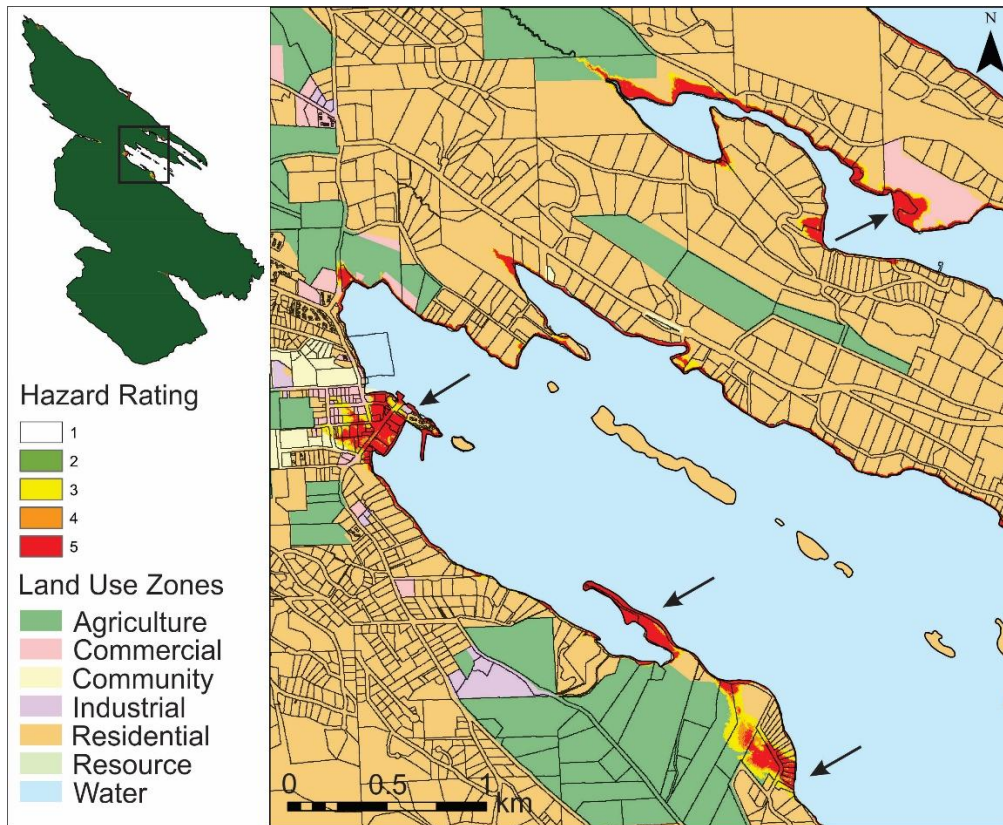 N
Hazard Rating
1
2
3
4
5
Land Use Zones
Agriculture
Commercial
Community
Industrial
Residential
Resource
Water
0 0.5 1
km